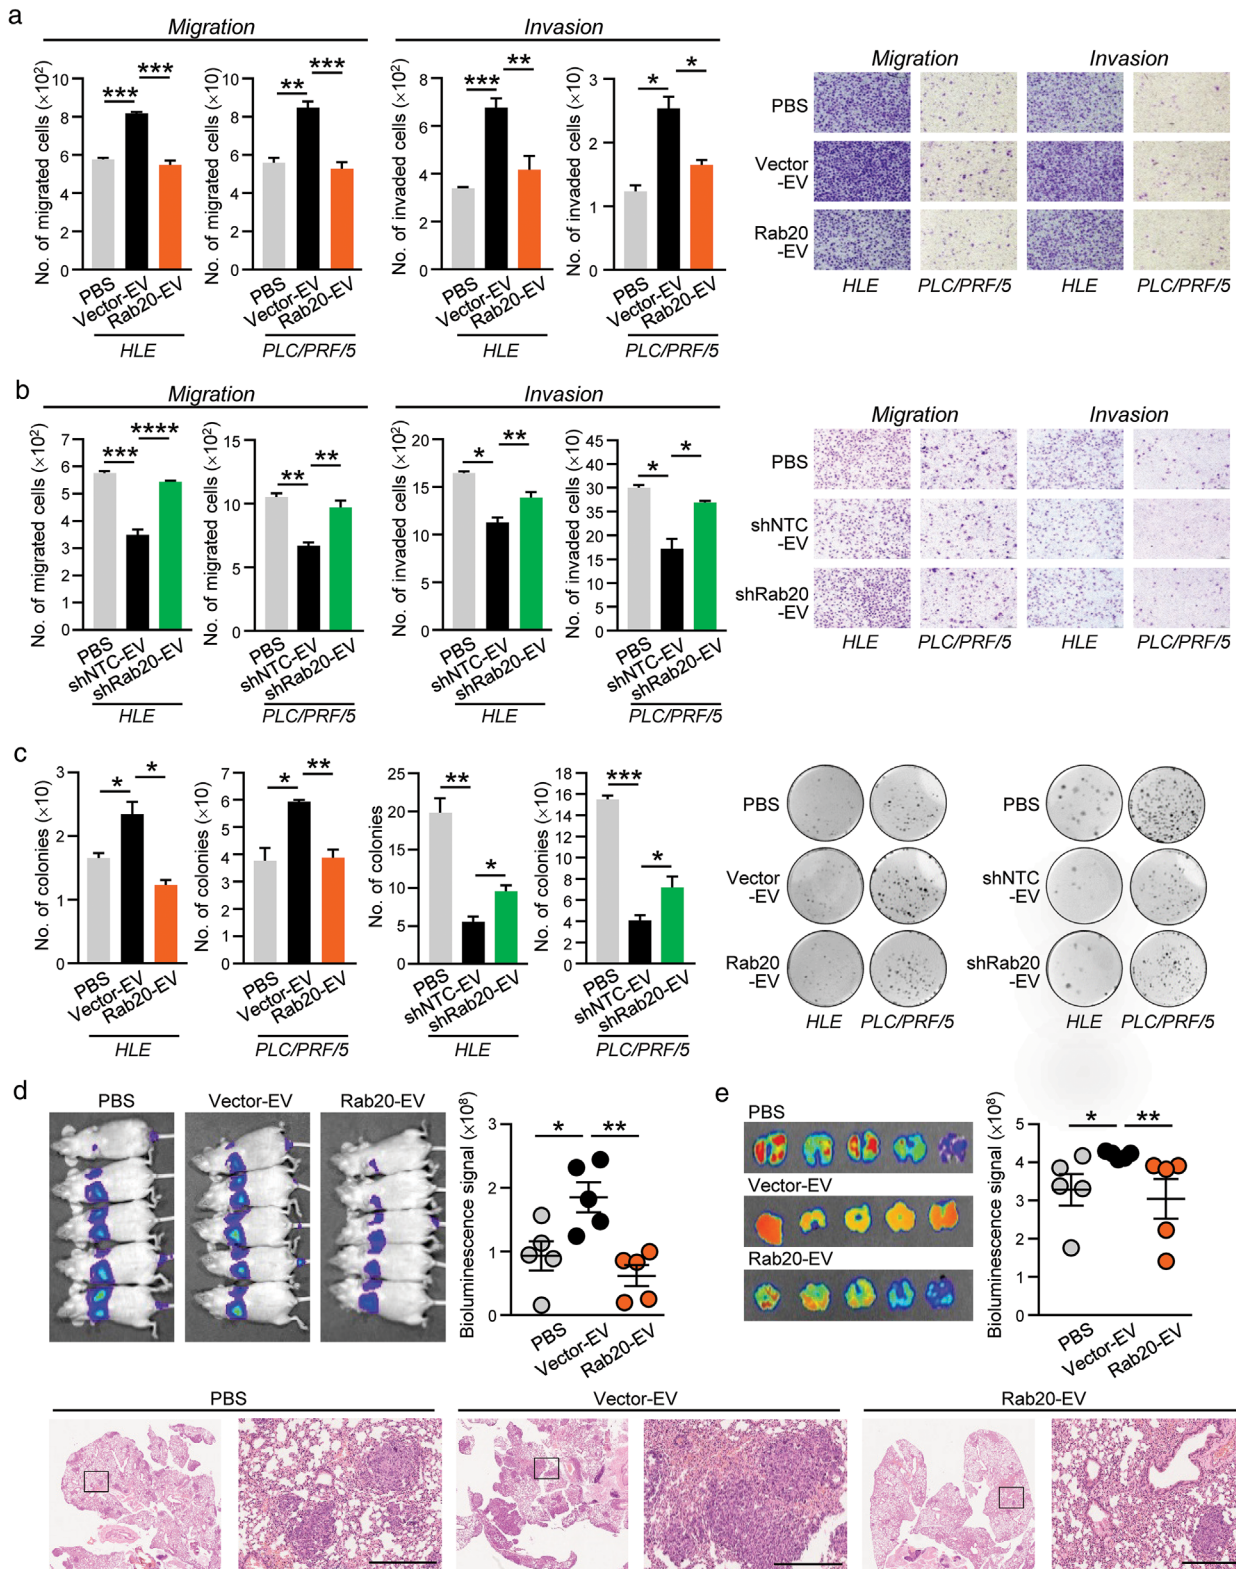 a
Migration
Invasion
No. of migrated cells (×10²)
10
8
6
4
2
0
*** ***
PBS
Vector-EV
Rab20-EV
HLE
No. of migrated cells (×10)
10
8
6
4
2
0
** ***
PBS
Vector-EV
Rab20-EV
PLC/PRF/5
No. of invaded cells (×10²)
8
6
4
2
0
*** **
PBS
Vector-EV
Rab20-EV
HLE
No. of invaded cells (×10)
3
2
1
0
* *
PBS
Vector-EV
Rab20-EV
PLC/PRF/5
Migration
Invasion
PBS
Vector
-EV
Rab20
-EV
HLE PLC/PRF/5 HLE PLC/PRF/5
b
Migration
Invasion
No. of migrated cells (×10²)
7
6
5
4
3
2
1
0
*** ****
PBS
shNTC-EV
shRab20-EV
HLE
No. of migrated cells (×10²)
15
10
5
0
** **
PBS
shNTC-EV
shRab20-EV
PLC/PRF/5
No. of invaded cells (×10²)
20
15
10
5
0
* **
PBS
shNTC-EV
shRab20-EV
HLE
No. of invaded cells (×10)
45
40
35
30
25
20
15
10
5
0
* *
PBS
shNTC-EV
shRab20-EV
PLC/PRF/5
Migration
Invasion
PBS
shNTC
-EV
shRab20
-EV
HLE PLC/PRF/5 HLE PLC/PRF/5
c
No. of colonies (×10)
3
2
1
0
* *
PBS
Vector-EV
Rab20-EV
HLE
No. of colonies (×10)
7
6
5
4
3
2
1
0
* **
PBS
Vector-EV
Rab20-EV
PLC/PRF/5
No. of colonies
25
20
15
10
5
0
** *
PBS
shNTC-EV
shRab20-EV
HLE
No. of colonies (×10)
18
16
14
12
10
8
6
4
2
0
*** *
PBS
shNTC-EV
shRab20-EV
PLC/PRF/5
PBS
Vector
-EV
Rab20
-EV
HLE PLC/PRF/5
PBS
shNTC
-EV
shRab20
-EV
HLE PLC/PRF/5
d
PBS
Vector-EV
Rab20-EV
Bioluminescence signal (×10⁸)
3
2
1
0
* **
PBS
Vector-EV
Rab20-EV
e
PBS
Vector-EV
Rab20-EV
Bioluminescence signal (×10⁸)
5
4
3
2
1
0
* **
PBS
Vector-EV
Rab20-EV
PBS
Vector-EV
Rab20-EV